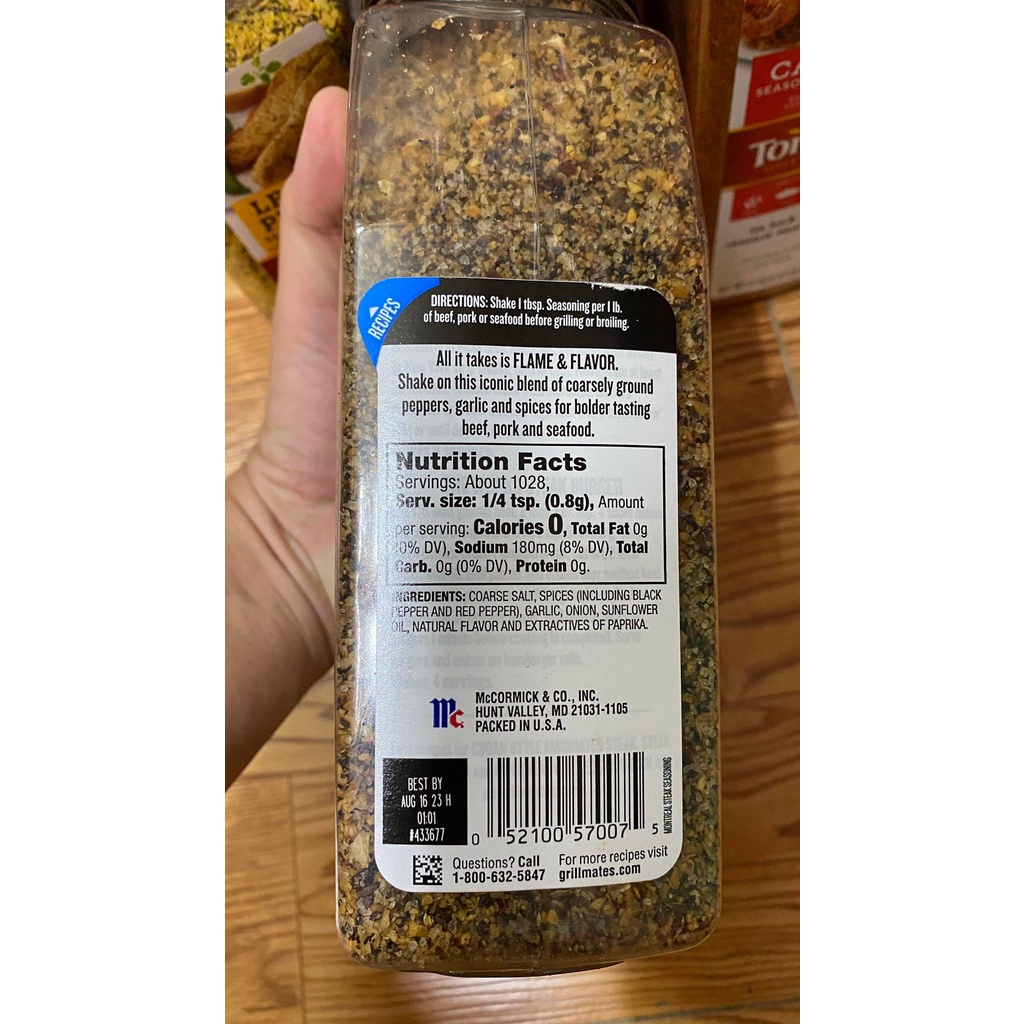 RECIPES
DIRECTIONS: Shake 1 tbsp. Seasoning per 1 lb.
of beef, pork or seafood before grilling or broiling.
All it takes is FLAME & FLAVOR.
Shake on this iconic blend of coarsely ground
peppers, garlic and spices for bolder tasting
beef, pork and seafood.
Nutrition Facts
Servings: About 1028,
Serv. size: 1/4 tsp. (0.8g), Amount
per serving: Calories 0, Total Fat 0g
(0% DV), Sodium 180mg (8% DV), Total
Carb. 0g (0% DV), Protein 0g.
INGREDIENTS: COARSE SALT, SPICES (INCLUDING BLACK
PEPPER AND RED PEPPER), GARLIC, ONION, SUNFLOWER
OIL, NATURAL FLAVOR AND EXTRACTIVES OF PAPRIKA.
Mc
McCORMICK & CO., INC.
HUNT VALLEY, MD 21031-1105
PACKED IN U.S.A.
BEST BY
AUG 16 23 H
01:01
#433677
0 52100 57007 5
MONTREAL STEAK SEASONING
Questions? Call
1-800-632-5847
For more recipes visit
grillmates.com